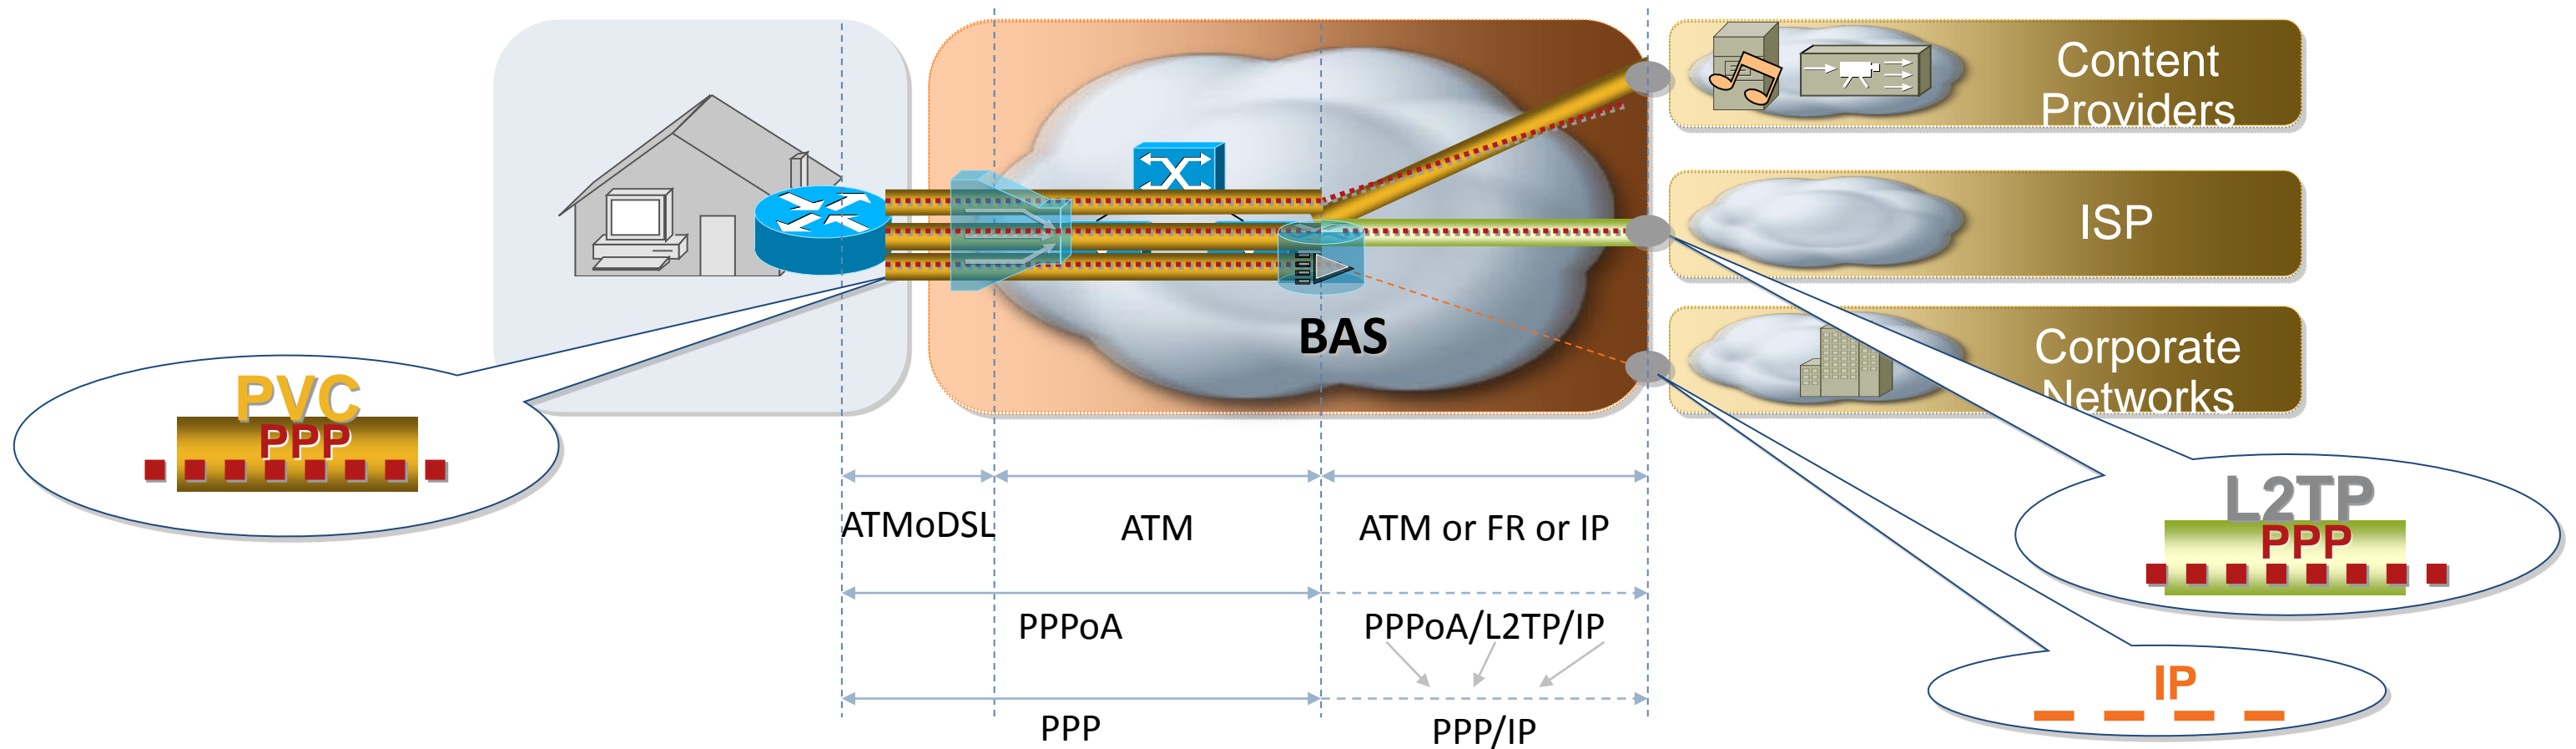 Content
Providers
ISP
Corporate
Networks
BAS
PVC
PPP
L2TP
PPP
IP
ATMoDSL
ATM
ATM or FR or IP
PPPoA
PPPoA/L2TP/IP
PPP
PPP/IP